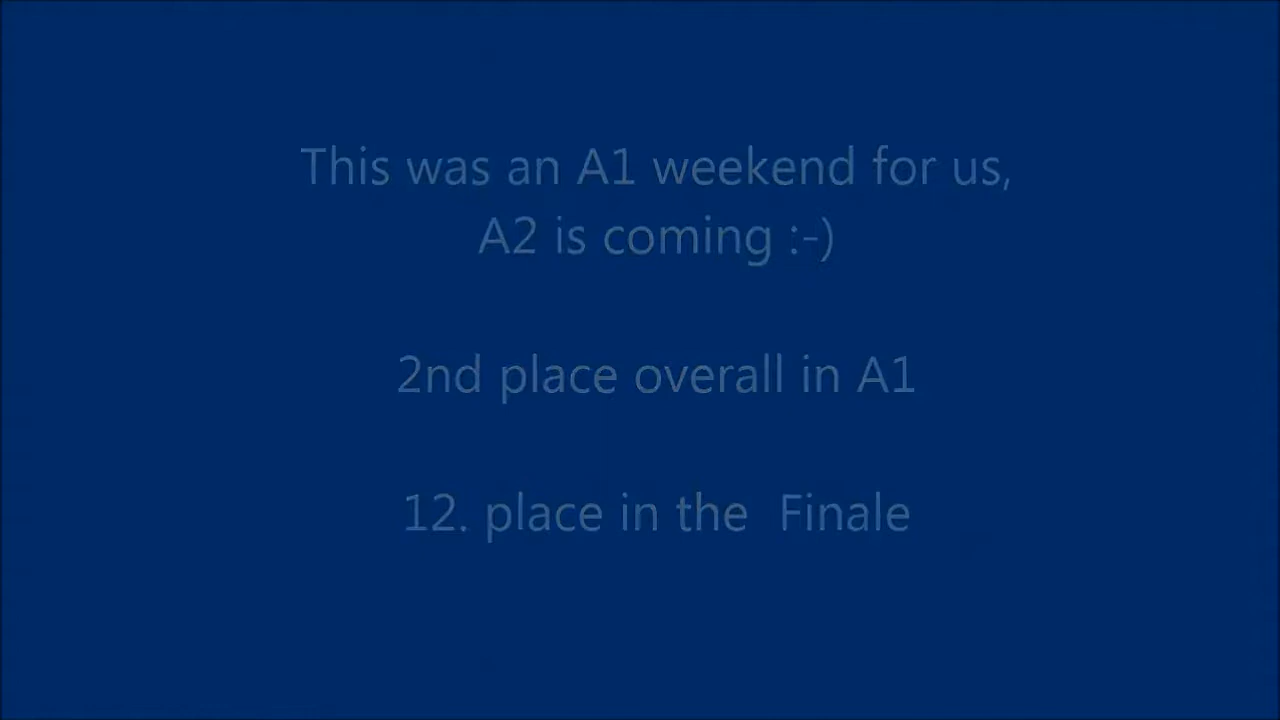 This was an A1 weekend for us,
A2 is coming :-)
2nd place overall in A1
12. place in the  Finale